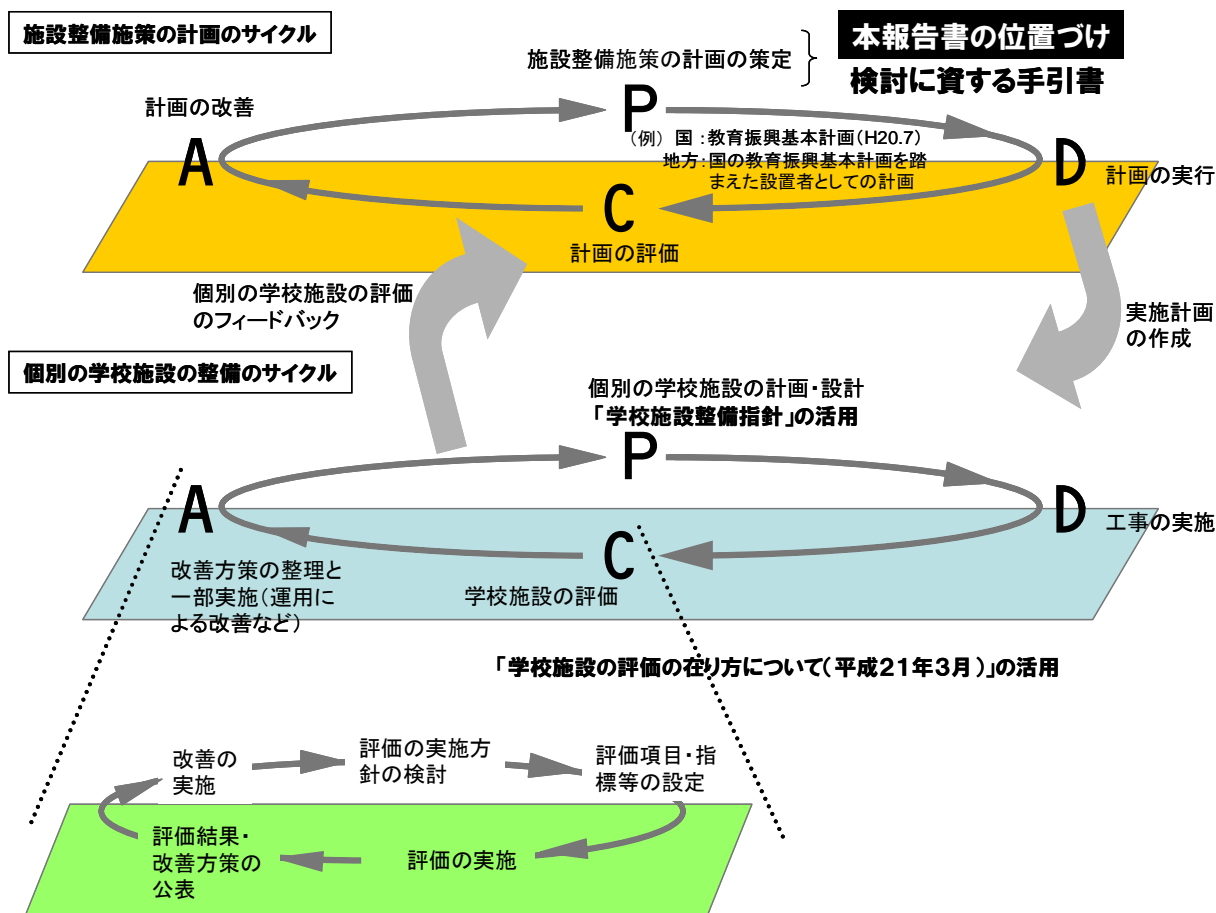 施設整備施策の計画のサイクル
本報告書の位置づけ
施設整備施策の計画の策定
検討に資する手引書
計画の改善
P
(例) 国:教育振興基本計画(H20.7)
地方:国の教育振興基本計画を踏
まえた設置者としての計画
A
D
計画の実行
C
計画の評価
個別の学校施設の評価
のフィードバック
実施計画
の作成
個別の学校施設の整備のサイクル
個別の学校施設の計画・設計
「学校施設整備指針」の活用
P
A
D
工事の実施
C
改善方策の整理と
一部実施(運用に
よる改善など)
学校施設の評価
「学校施設の評価の在り方について(平成21年3月)」の活用
改善の
実施
評価の実施方
針の検討
評価項目・指
標等の設定
評価結果・
改善方策の
公表
評価の実施